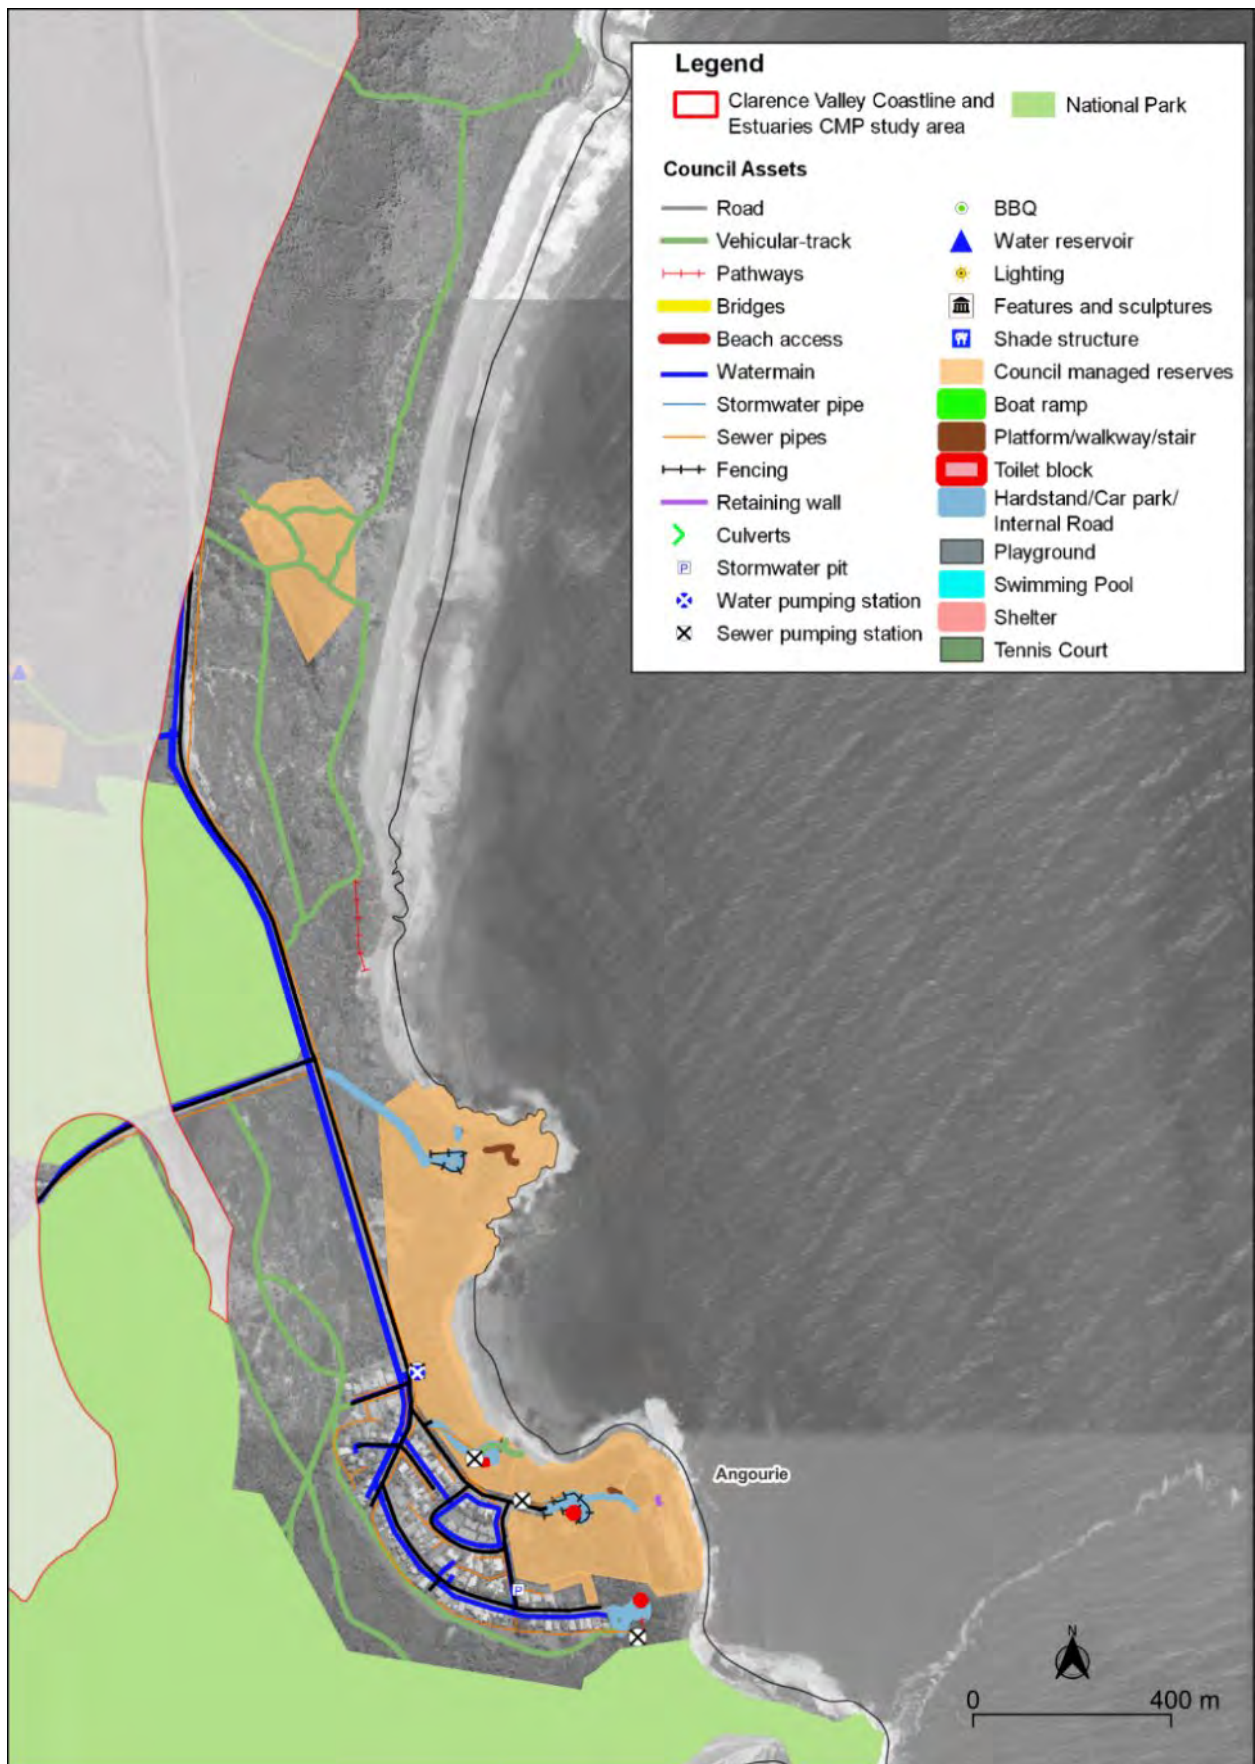 Legend
Clarence Valley Coastline and
Estuaries CMP study area
National Park
Council Assets
Road
Vehicular-track
Pathways
Bridges
Beach access
Watermain
Stormwater pipe
Sewer pipes
Fencing
Retaining wall
Culverts
P Stormwater pit
Water pumping station
Sewer pumping station
BBQ
Water reservoir
Lighting
Features and sculptures
Shade structure
Council managed reserves
Boat ramp
Platform/walkway/stair
Toilet block
Hardstand/Car park/
Internal Road
Playground
Swimming Pool
Shelter
Tennis Court
Angourie
P
N
0 400 m